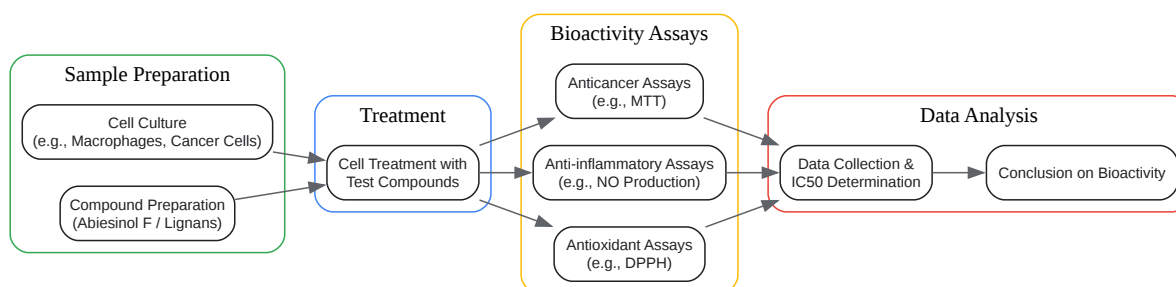 Sample Preparation
Cell Culture
(e.g., Macrophages, Cancer Cells)
Compound Preparation
(Abiesinol F / Lignans)
Treatment
Cell Treatment with
Test Compounds
Bioactivity Assays
Anticancer Assays
(e.g., MTT)
Anti-inflammatory Assays
(e.g., NO Production)
Antioxidant Assays
(e.g., DPPH)
Data Analysis
Data Collection &
IC50 Determination
Conclusion on Bioactivity